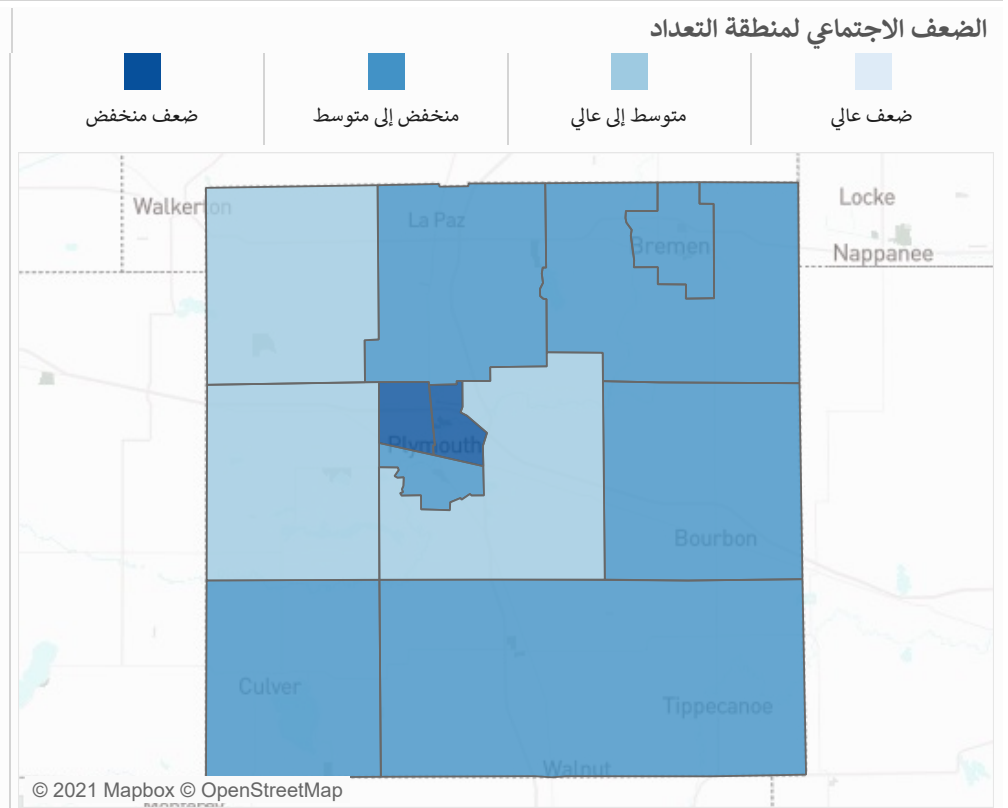 الضعف الاجتماعي لمنطقة التعداد
ضعف عالي
متوسط إلى عالي
منخفض إلى متوسط
ضعف منخفض
Walkerton
La Paz
Locke
Bremen
Nappanee
Plymouth
Bourbon
Culver
Tippecanoe
Walnut
© 2021 Mapbox © OpenStreetMap